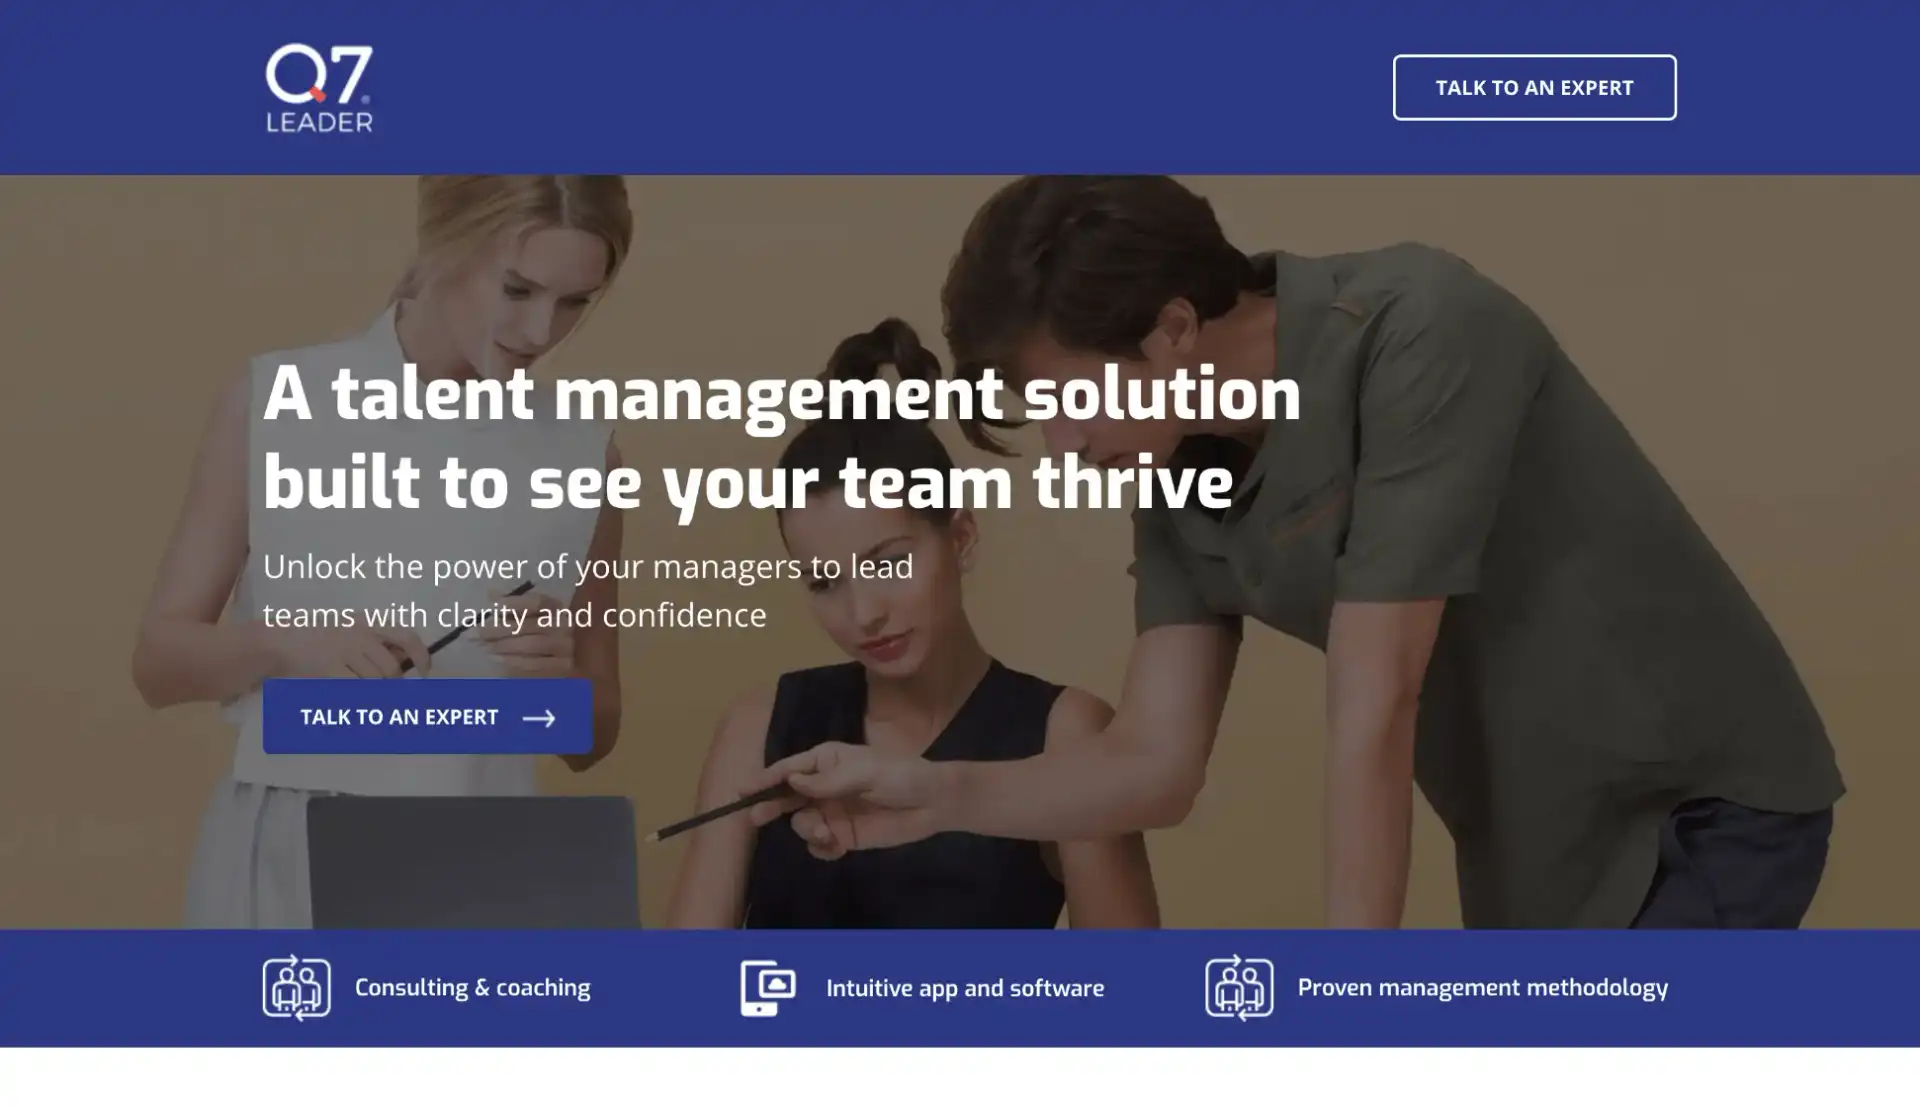 Q7
LEADER
TALK TO AN EXPERT
A talent management solution
built to see your team thrive
Unlock the power of your managers to lead
teams with clarity and confidence
TALK TO AN EXPERT
Consulting & coaching
Intuitive app and software
Proven management methodology